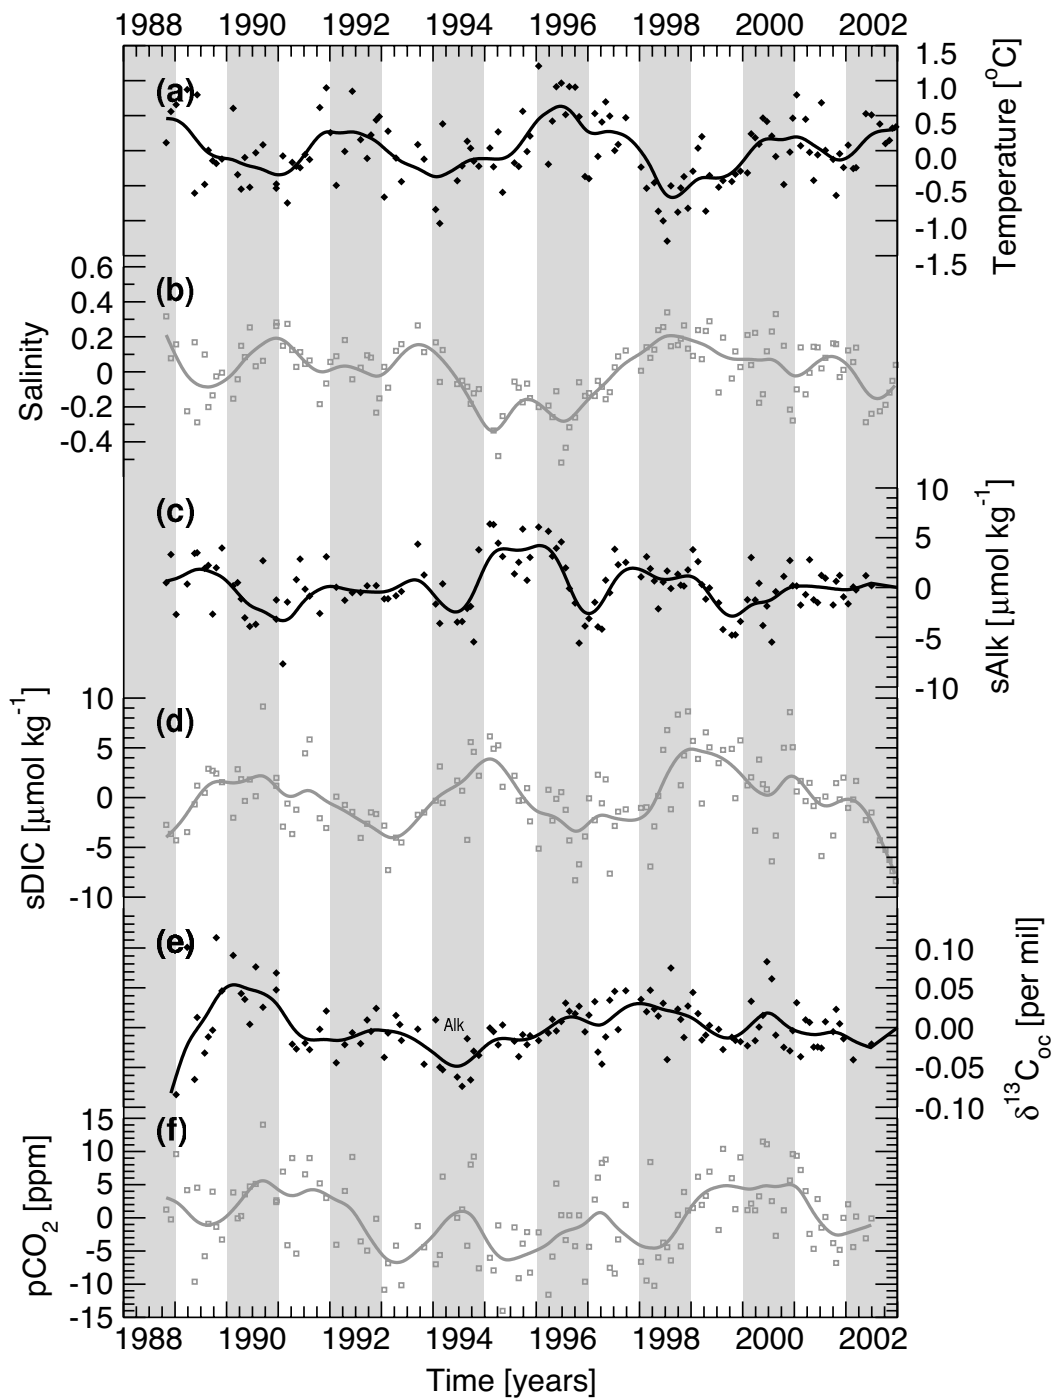 1988 1990 1992 1994 1996 1998 2000 2002
(a)
1.5
1.0
0.5
0.0
-0.5
-1.0
-1.5
Temperature [°C]
(b)
0.6
0.4
0.2
0
-0.2
-0.4
Salinity
(c)
10
5
0
-5
-10
sAlk [μmol kg⁻¹]
(d)
10
5
0
-5
-10
sDIC [μmol kg⁻¹]
(e)
Alk
0.10
0.05
0.00
-0.05
-0.10
δ¹³Cₒc [per mil]
(f)
15
10
5
0
-5
-10
-15
pCO₂ [ppm]
1988 1990 1992 1994 1996 1998 2000 2002
Time [years]